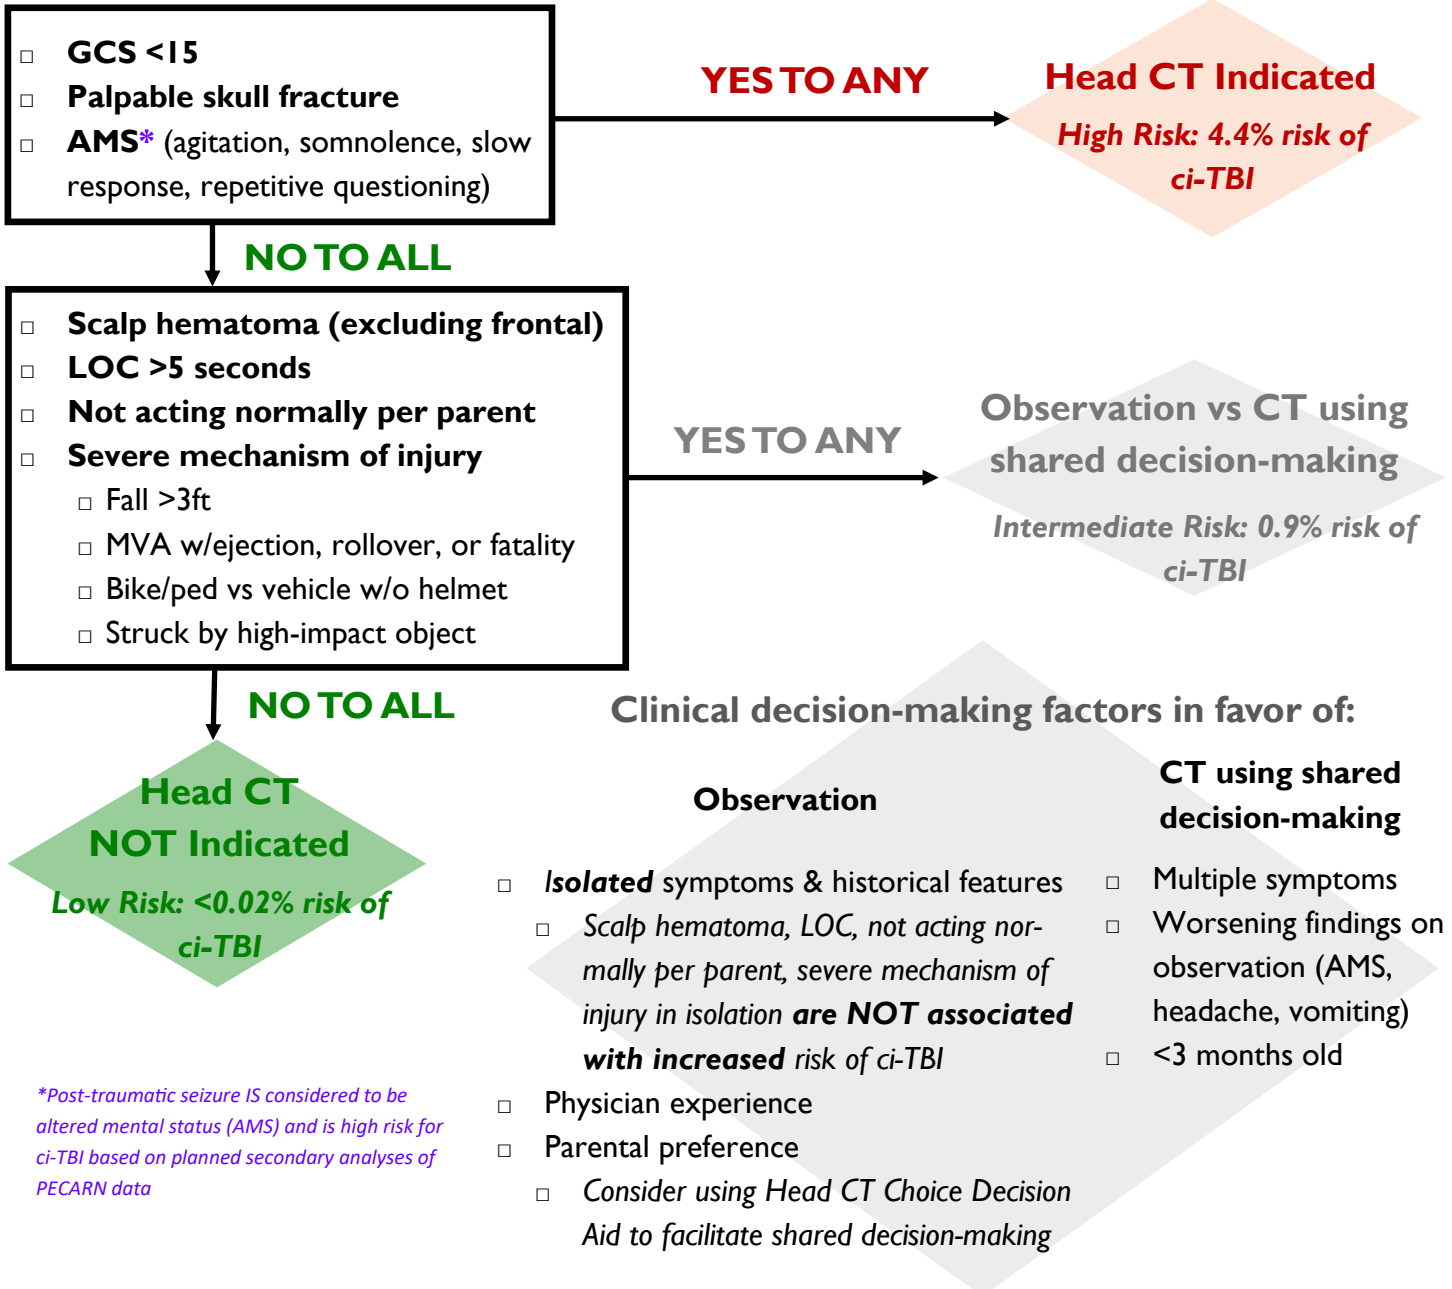 □ GCS <15
□ Palpable skull fracture
□ AMS* (agitation, somnolence, slow
response, repetitive questioning)
YES TO ANY
Head CT Indicated
High Risk: 4.4% risk of
ci-TBI
NO TO ALL
□ Scalp hematoma (excluding frontal)
□ LOC >5 seconds
□ Not acting normally per parent
□ Severe mechanism of injury
□ Fall >3ft
□ MVA w/ejection, rollover, or fatality
□ Bike/ped vs vehicle w/o helmet
□ Struck by high-impact object
YES TO ANY
Observation vs CT using
shared decision-making
Intermediate Risk: 0.9% risk of
ci-TBI
NO TO ALL
Head CT
NOT Indicated
Low Risk: <0.02% risk of
ci-TBI
Clinical decision-making factors in favor of:
Observation
□ Isolated symptoms & historical features
□ Scalp hematoma, LOC, not acting nor-
mally per parent, severe mechanism of
injury in isolation are NOT associated
with increased risk of ci-TBI
□ Physician experience
□ Parental preference
□ Consider using Head CT Choice Decision
Aid to facilitate shared decision-making
CT using shared
decision-making
□ Multiple symptoms
□ Worsening findings on
observation (AMS,
headache, vomiting)
□ <3 months old
*Post-traumatic seizure IS considered to be
altered mental status (AMS) and is high risk for
ci-TBI based on planned secondary analyses of
PECARN data